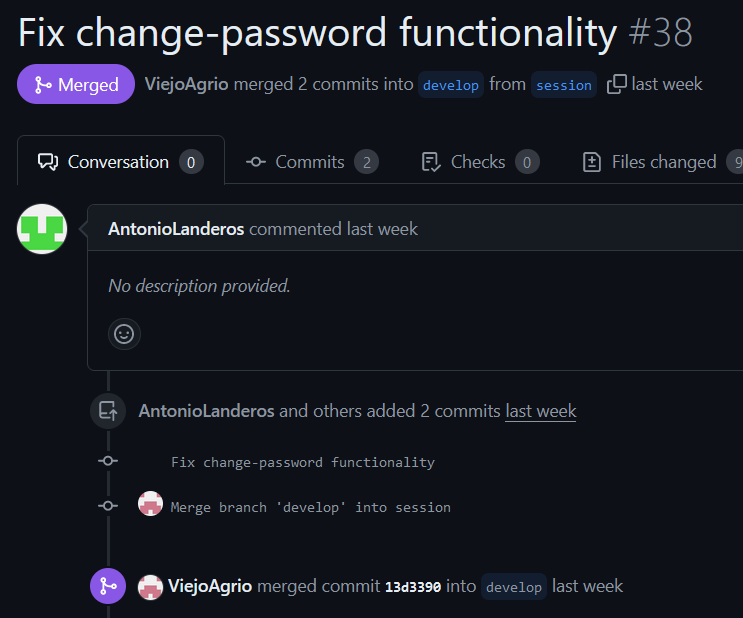 Fix change-password functionality #38
Merged ViejoAgrio merged 2 commits into develop from session last week
Conversation 0 Commits 2 Checks 0 Files changed 9
AntonioLanderos commented last week
No description provided.
AntonioLanderos and others added 2 commits last week
Fix change-password functionality
Merge branch 'develop' into session
ViejoAgrio merged commit 13d3390 into develop last week